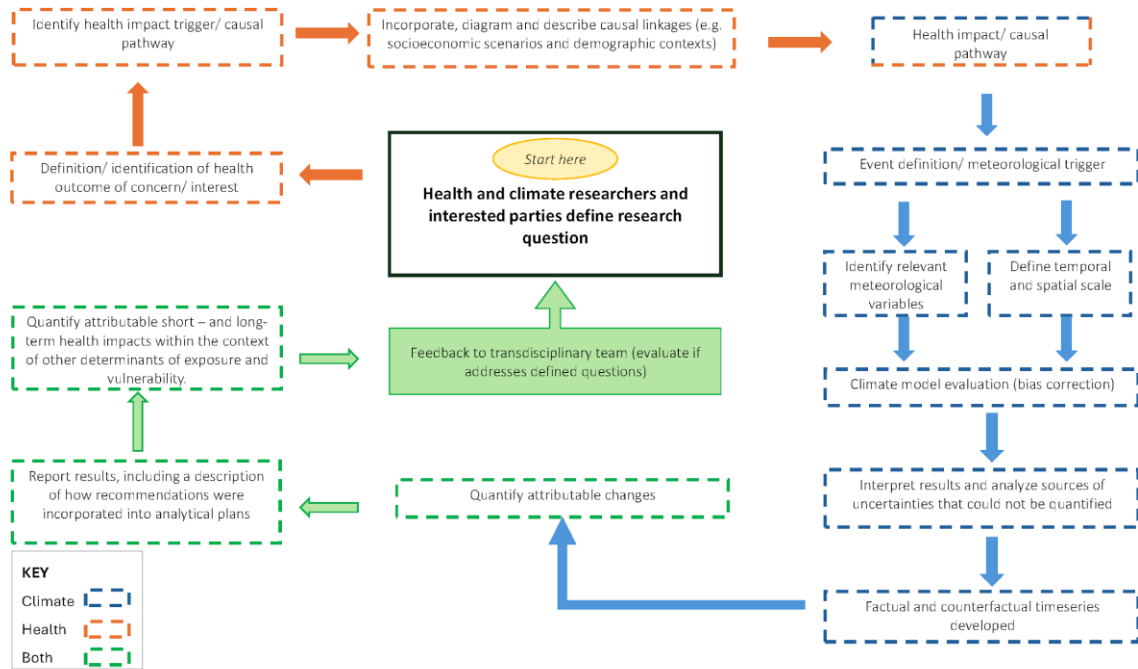 Identify health impact trigger/ causal
pathway
Incorporate, diagram and describe causal linkages (e.g.
socioeconomic scenarios and demographic contexts)
Health impact/ causal
pathway
Definition/ identification of health
outcome of concern/ interest
Start here
Health and climate researchers and
interested parties define research
question
Event definition/ meteorological trigger
Identify relevant
meteorological
variables
Define temporal
and spatial scale
Quantify attributable short – and long-
term health impacts within the context
of other determinants of exposure and
vulnerability.
Feedback to transdisciplinary team (evaluate if
addresses defined questions)
Climate model evaluation (bias correction)
Report results, including a description
of how recommendations were
incorporated into analytical plans
Quantify attributable changes
Interpret results and analyze sources of
uncertainties that could not be quantified
Factual and counterfactual timeseries
developed
KEY
Climate
Health
Both